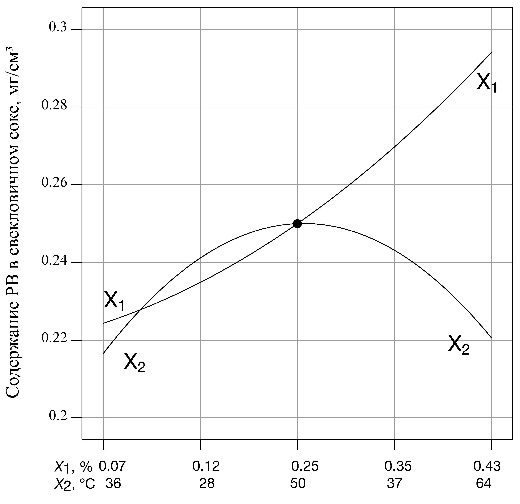 Содержание РВ в свекловичном соке, мг/см³
0.3
0.28
0.26
0.24
0.22
0.2
X₁
X₁
X₂
X₂
X₁, % 0.07 0.12 0.25 0.35 0.43
X₂, °C 36 28 50 37 64